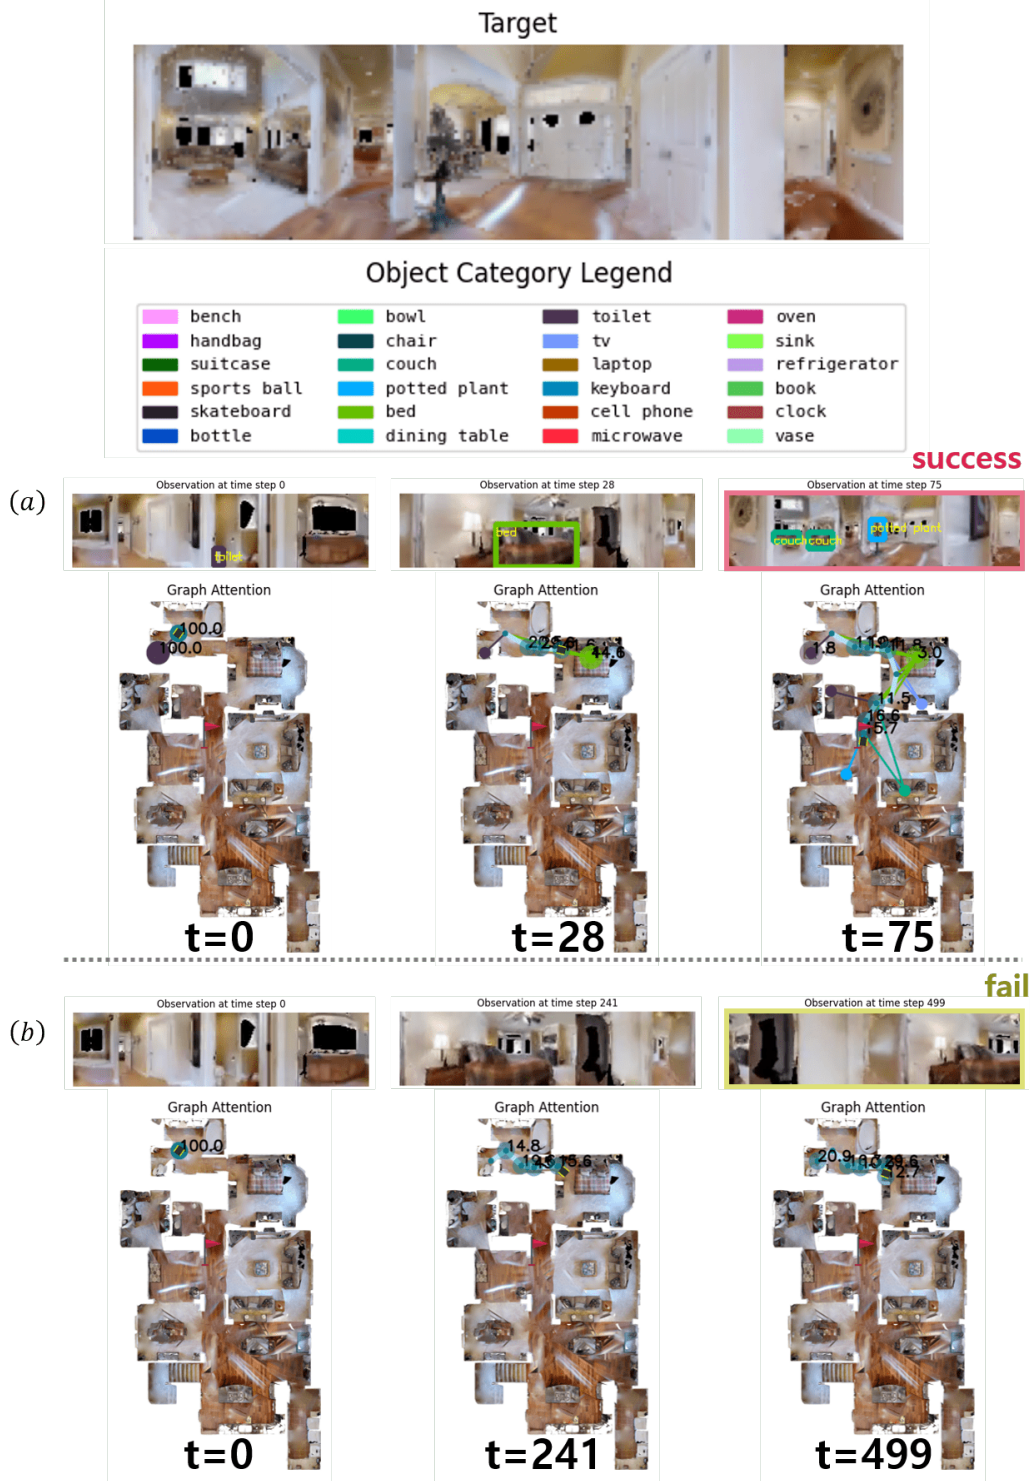 Target
Object Category Legend
bench bowl toilet oven
handbag chair tv sink
suitcase couch laptop refrigerator
sports ball potted plant keyboard book
skateboard bed cell phone clock
bottle dining table microwave vase
success
(a)
Observation at time step 0
Observation at time step 28
Observation at time step 75
toilet
bed
couch couch potted plant
Graph Attention
Graph Attention
Graph Attention
100.0
100.0
44.6
1.8
3.0
11.5
16.6
5.7
t=0
t=28
t=75
fail
(b)
Observation at time step 0
Observation at time step 241
Observation at time step 499
Graph Attention
Graph Attention
Graph Attention
100.0
14.8
15.6
20.9
t=0
t=241
t=499